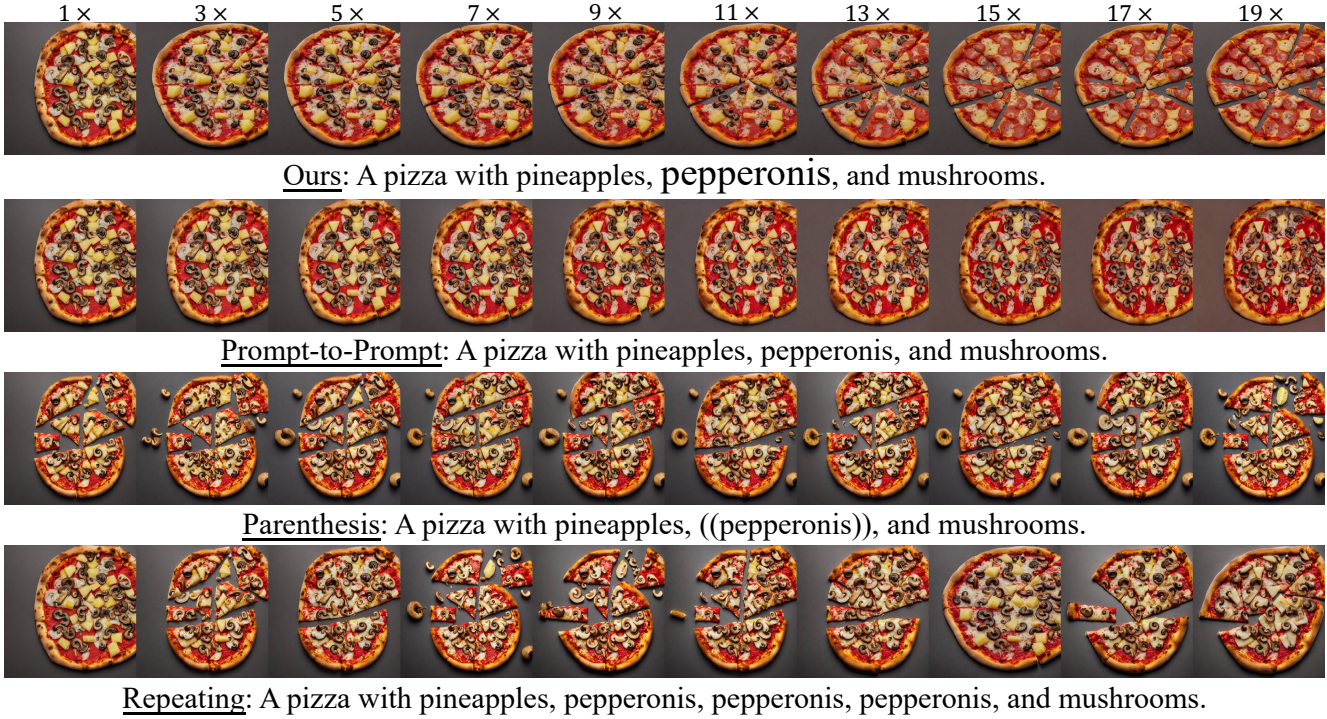 1× 3× 5× 7× 9× 11× 13× 15× 17× 19×
Ours: A pizza with pineapples, pepperonis, and mushrooms.
Prompt-to-Prompt: A pizza with pineapples, pepperonis, and mushrooms.
Parenthesis: A pizza with pineapples, ((pepperonis)), and mushrooms.
Repeating: A pizza with pineapples, pepperonis, pepperonis, pepperonis, and mushrooms.